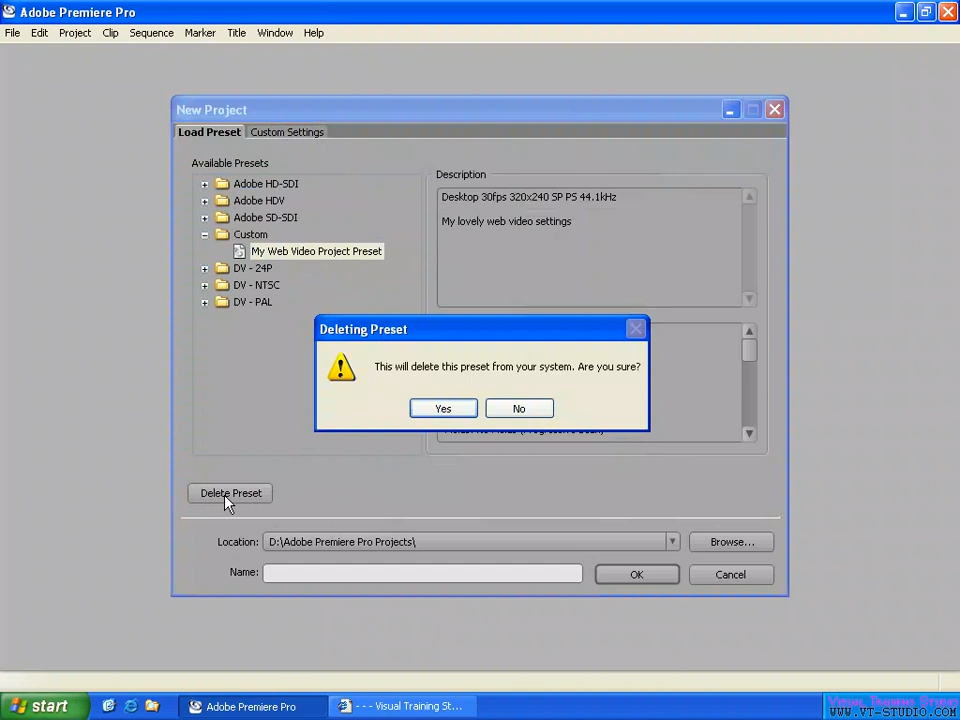 Adobe Premiere Pro
File Edit Project Clip Sequence Marker Title Window Help
New Project
Load Preset Custom Settings
Available Presets
Adobe HD-SDI
Adobe HDV
Adobe SD-SDI
Custom
My Web Video Project Preset
DV - 24P
DV - NTSC
DV - PAL
Description
Desktop 30fps 320x240 SP PS 44.1kHz
My lovely web video settings
Deleting Preset
This will delete this preset from your system. Are you sure?
Yes No
Delete Preset
Location: D:\Adobe Premiere Pro Projects\ Browse...
Name: OK Cancel
start Adobe Premiere Pro - - - Visual Training St...
Visual Training Studio
www.VT-STUDIO.COM